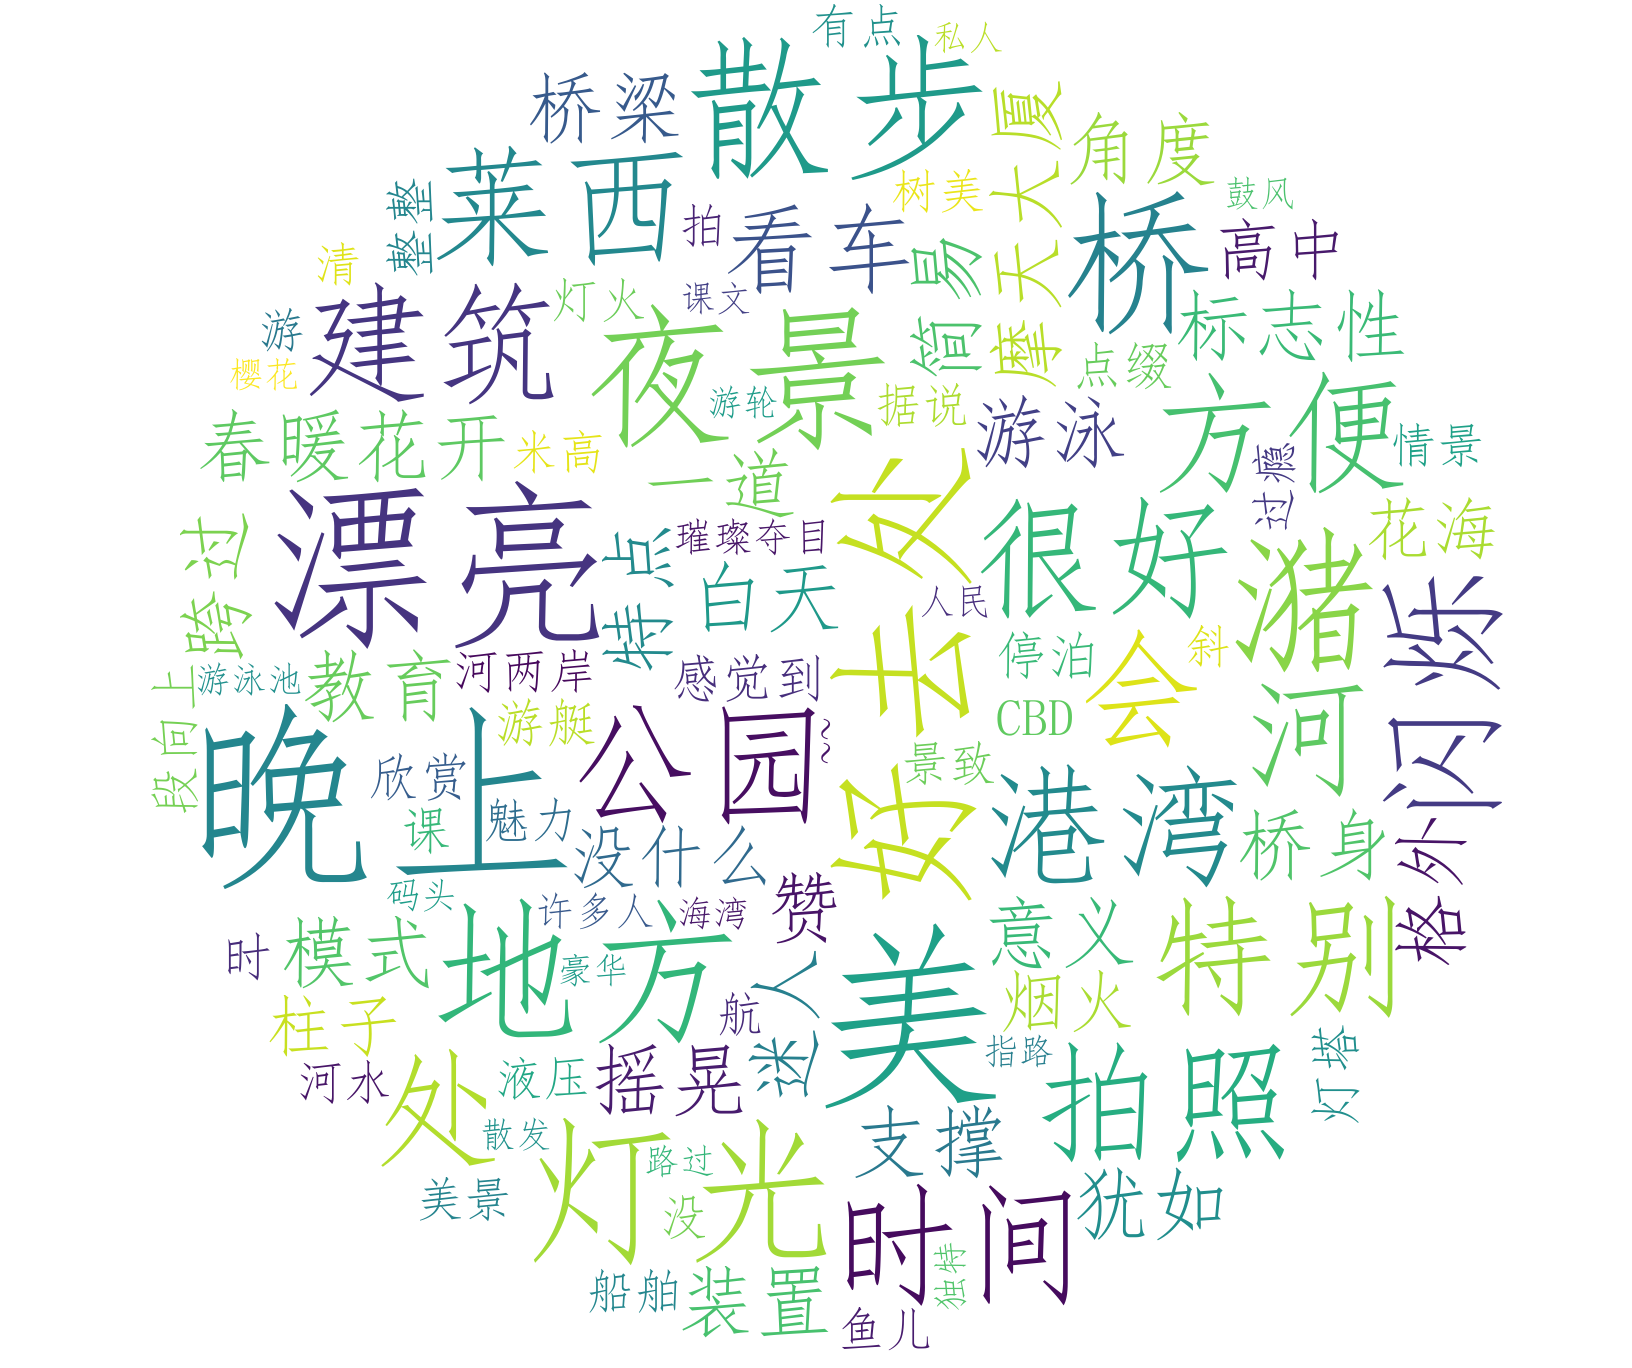 有点
私人
散步
桥梁
摩天大厦
角度
莱西
树美
鼓风
整整
拍
看车
桥
高中
清
简易
建筑
灯火
课文
标志性
游
夜景
点缀
樱花
游轮
据说
游泳
方便
春暖花开
米高
情景
一道
过瘾
漂亮
好去处
很好
花海
璀璨夺目
特点
跨过
白天
猪
闪烁
人民
河两岸
感觉到
停泊
会
斜
游泳池
教育
段向上
游艇
CBD
河
晚上
公园
~~
景致
欣赏
魅力
港湾
课
没什么
桥身
格外
码头
许多人
海湾
赞
时
模式
地方
豪华
美
意义
特别
迷人
航
烟火
柱子
河水
处
液压
摇晃
指路
灯塔
散发
灯光
路过
支撑
拍照
美景
没
时间
犹如
船舶
装置
独特
鱼儿